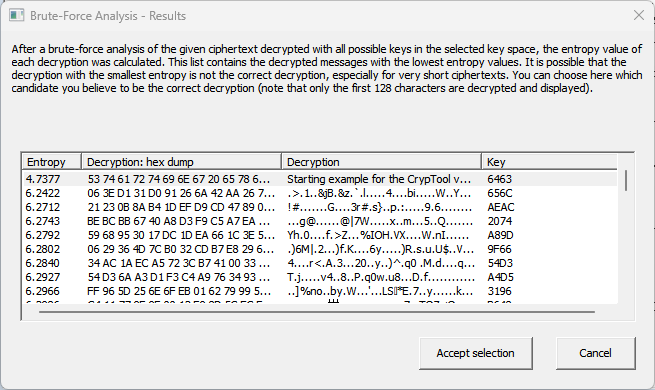 Brute-Force Analysis - Results
After a brute-force analysis of the given ciphertext decrypted with all possible keys in the selected key space, the entropy value of
each decryption was calculated. This list contains the decrypted messages with the lowest entropy values. It is possible that the
decryption with the smallest entropy is not the correct decryption, especially for very short ciphertexts. You can choose here which
candidate you believe to be the correct decryption (note that only the first 128 characters are decrypted and displayed).
Entropy Decryption: hex dump Decryption Key
4.7377 53 74 61 72 74 69 6E 67 20 65 78 6... Starting example for the CrypTool v... 6463
6.2422 06 3E D1 31 D0 91 26 6A 42 AA 26 7... .>.1..&jB.&z.`.l.....4....bi.....W..Y... 656C
6.2712 21 23 0B 8A B4 1D EF D9 CD 47 89 0... !#.......G....3r#.s}..p.:.....9.6........ AEAC
6.2743 BE BC BB 67 40 A8 D3 F9 C5 A7 EA ... ...g@......@|7W.....x..m...5..Q....... 2074
6.2792 59 68 95 30 17 DC 1D EA 66 1C 3E 5... Yh.0....f.>Z...%IOH.VX....W.nI...... A89D
6.2802 06 29 36 4D 7C B0 32 CD B7 E8 29 6... .)6M|.2...)f.K....6y.....)R.s.u.U$..V... 9F66
6.2840 34 AC 1A EC A5 72 3C B7 41 00 33 ... 4....r<.A.3...20..y..)^.q0 .M.d....q... 54D3
6.2857 54 D3 6A A3 D1 F3 C4 A9 76 34 93 ... T.j.....v4..8..P.q0w.u8...D.f........... A4D5
6.2966 FF 96 5D 25 6E 6F EB 01 62 79 99 5... ..]%no..by.W...'...LS *E.7..y......k... 3196